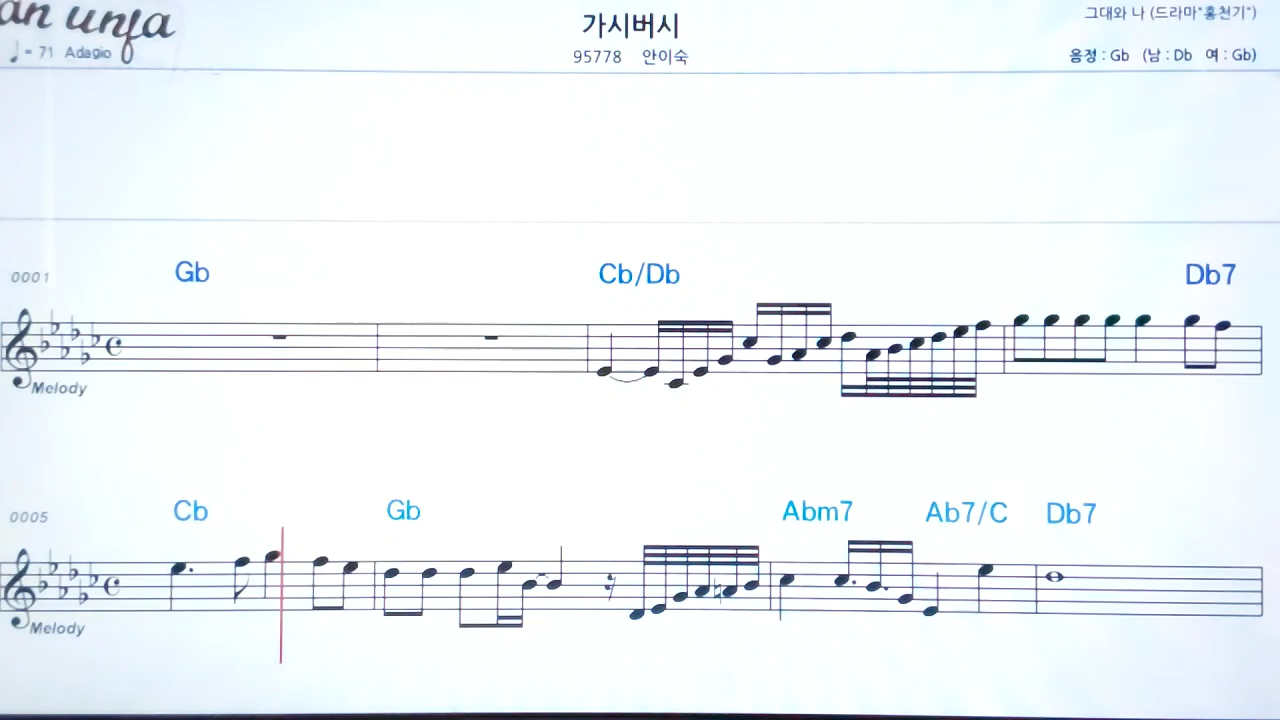 an unja
가시버시
그대와 나 (드라마"홍천기")
♩= 71 Adagio
95778 안이숙
음정 : Gb (남 : Db 여 : Gb)
0001
Gb Cb/Db Db7
Melody
0005
Cb Gb Abm7 Ab7/C Db7
Melody